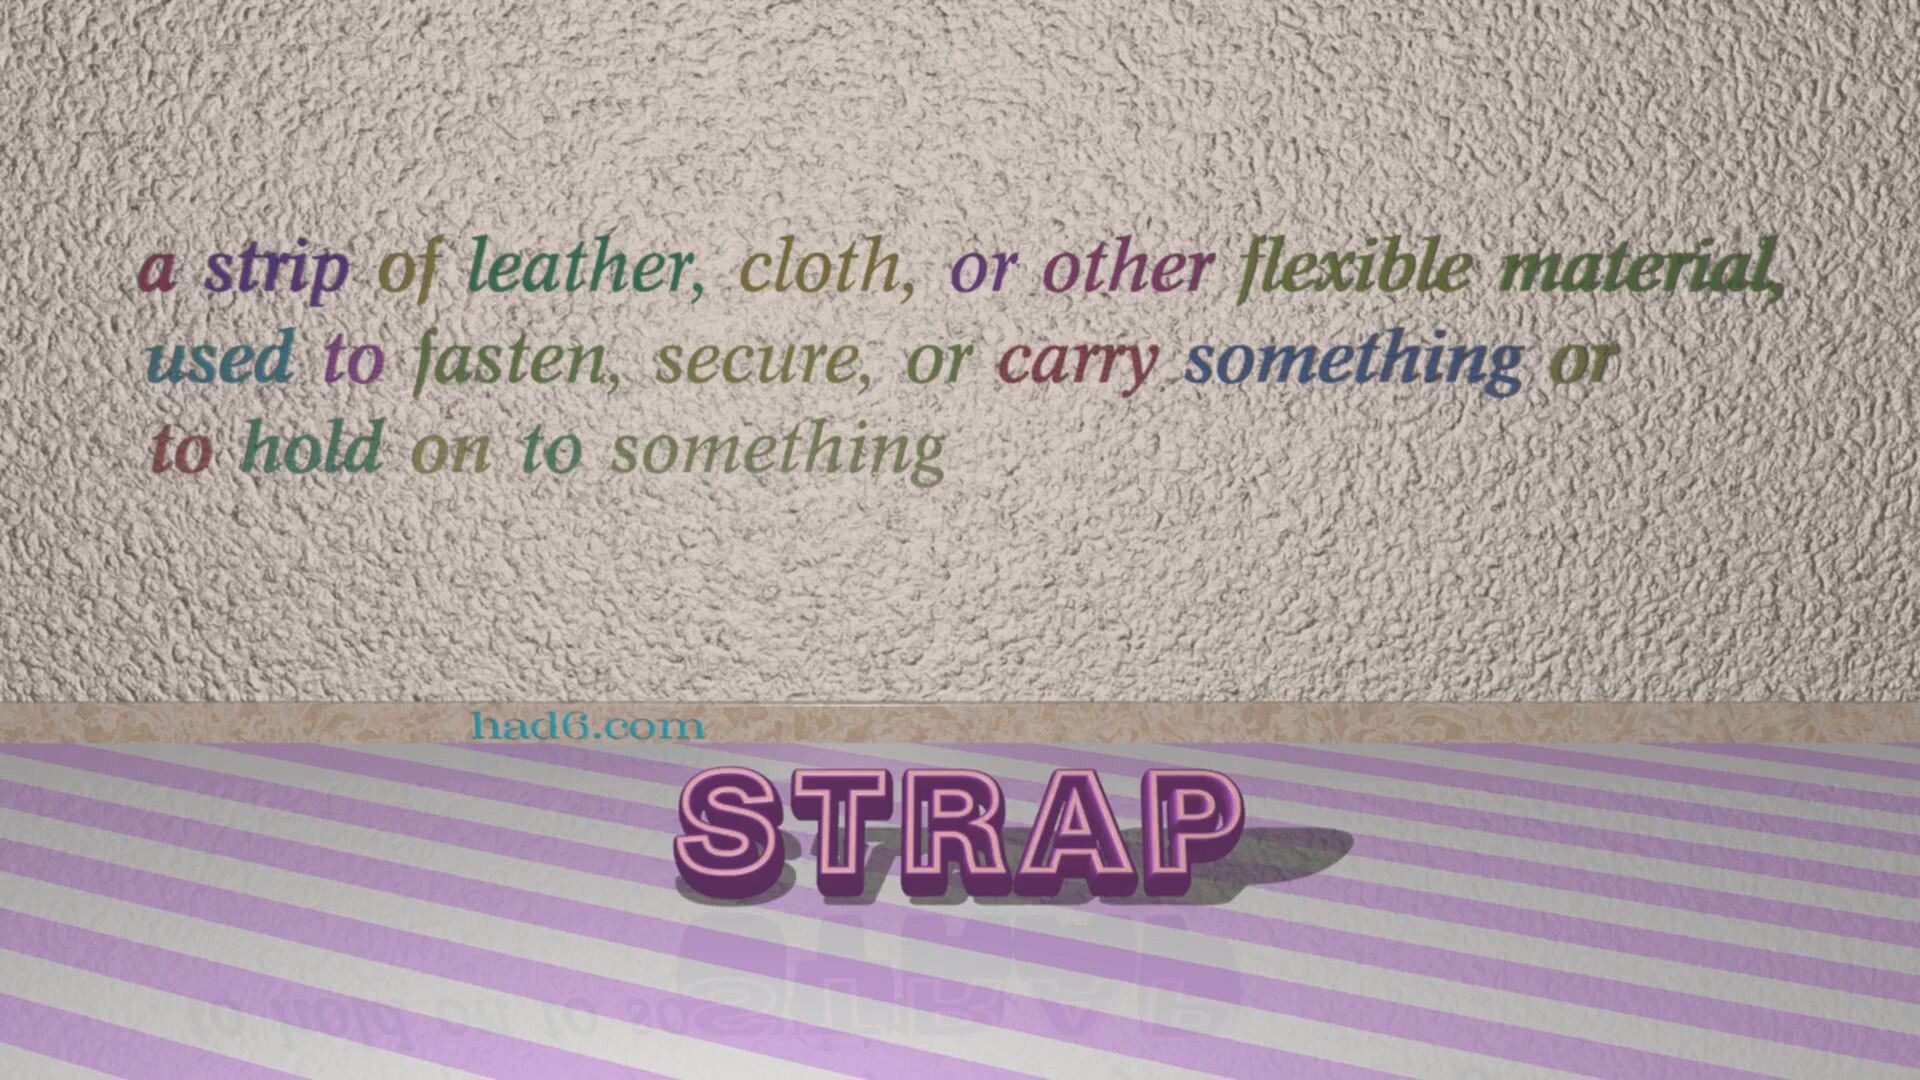 a strip of leather, cloth, or other flexible material,
used to fasten, secure, or carry something or
to hold on to something
had6.com
STRAP